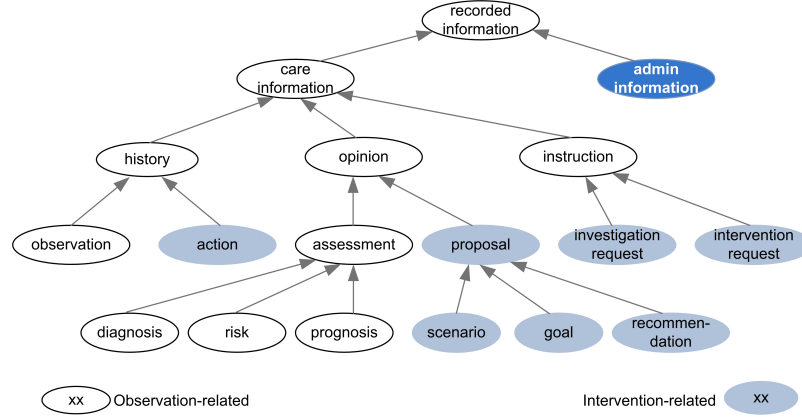 recorded
information
care
information
admin
information
history
opinion
instruction
observation
action
assessment
proposal
investigation
request
intervention
request
diagnosis
risk
prognosis
scenario
goal
recommen-
dation
xx Observation-related
Intervention-related xx